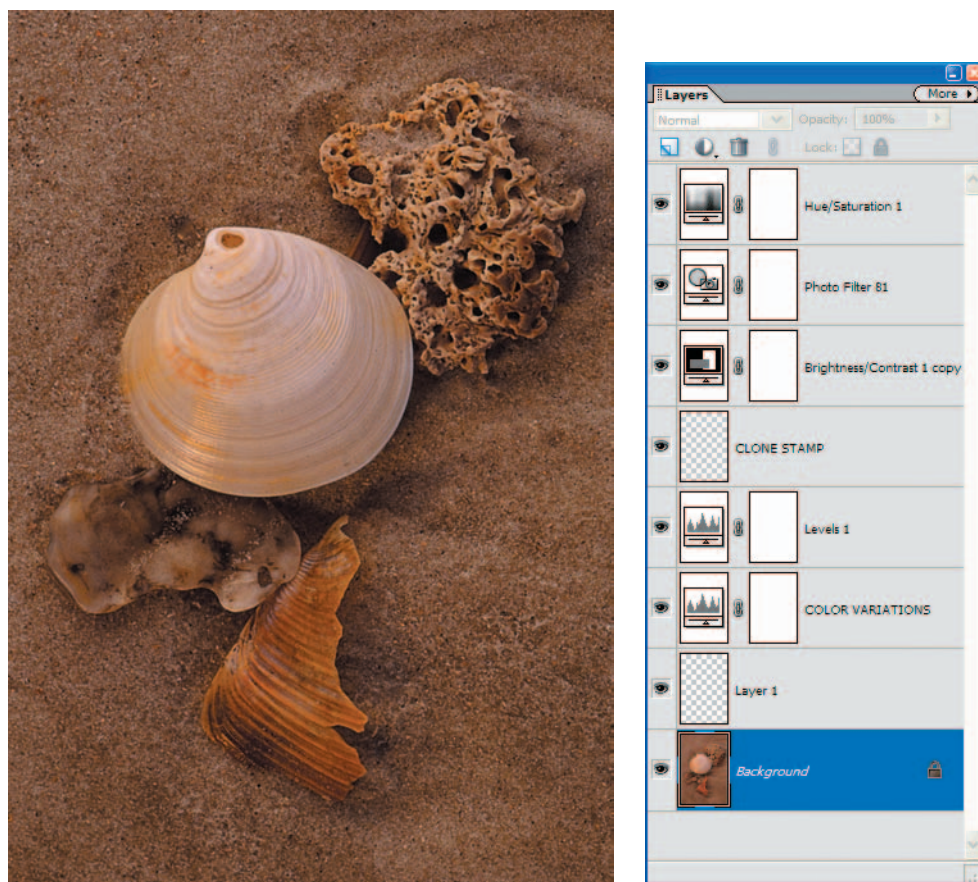 Layers
More
Normal
Opacity: 100%
Lock:
Hue/Saturation 1
Photo Filter 81
Brightness/Contrast 1 copy
CLONE STAMP
Levels 1
COLOR VARIATIONS
Layer 1
Background